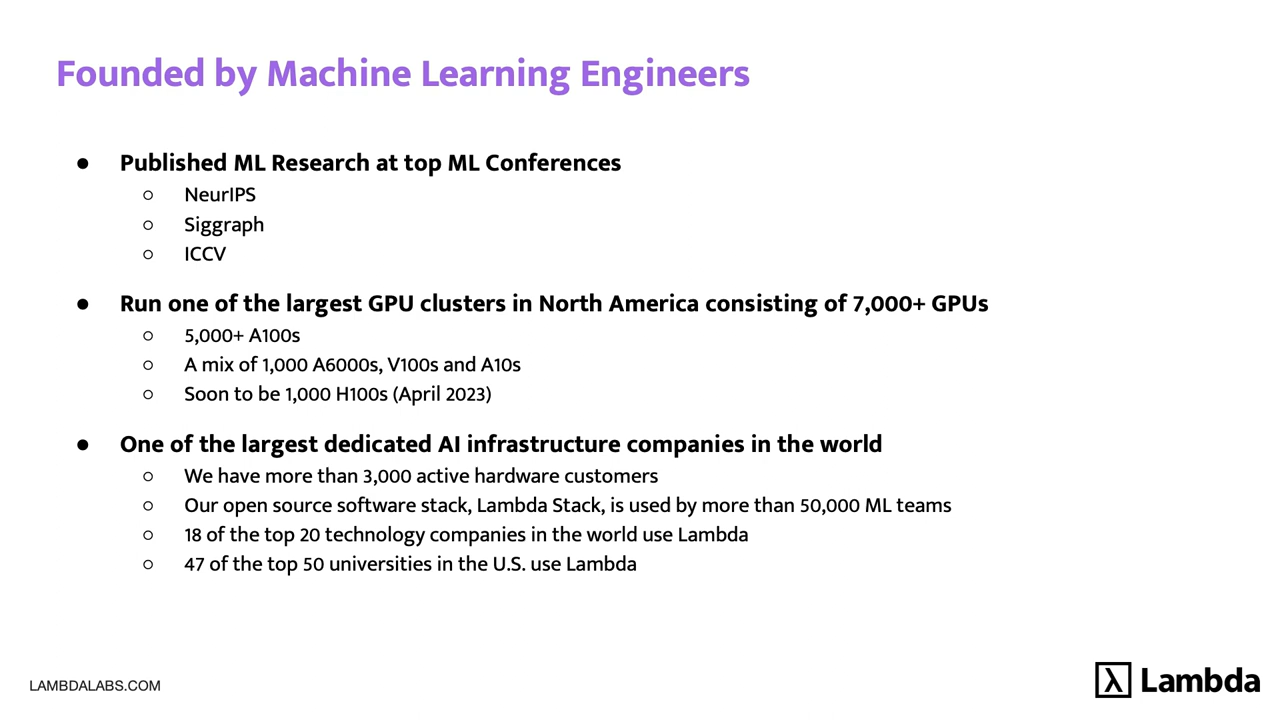 Founded by Machine Learning Engineers
● Published ML Research at top ML Conferences
○ NeurIPS
○ Siggraph
○ ICCV
● Run one of the largest GPU clusters in North America consisting of 7,000+ GPUs
○ 5,000+ A100s
○ A mix of 1,000 A6000s, V100s and A10s
○ Soon to be 1,000 H100s (April 2023)
● One of the largest dedicated AI infrastructure companies in the world
○ We have more than 3,000 active hardware customers
○ Our open source software stack, Lambda Stack, is used by more than 50,000 ML teams
○ 18 of the top 20 technology companies in the world use Lambda
○ 47 of the top 50 universities in the U.S. use Lambda
LAMBDALABS.COM
λ Lambda